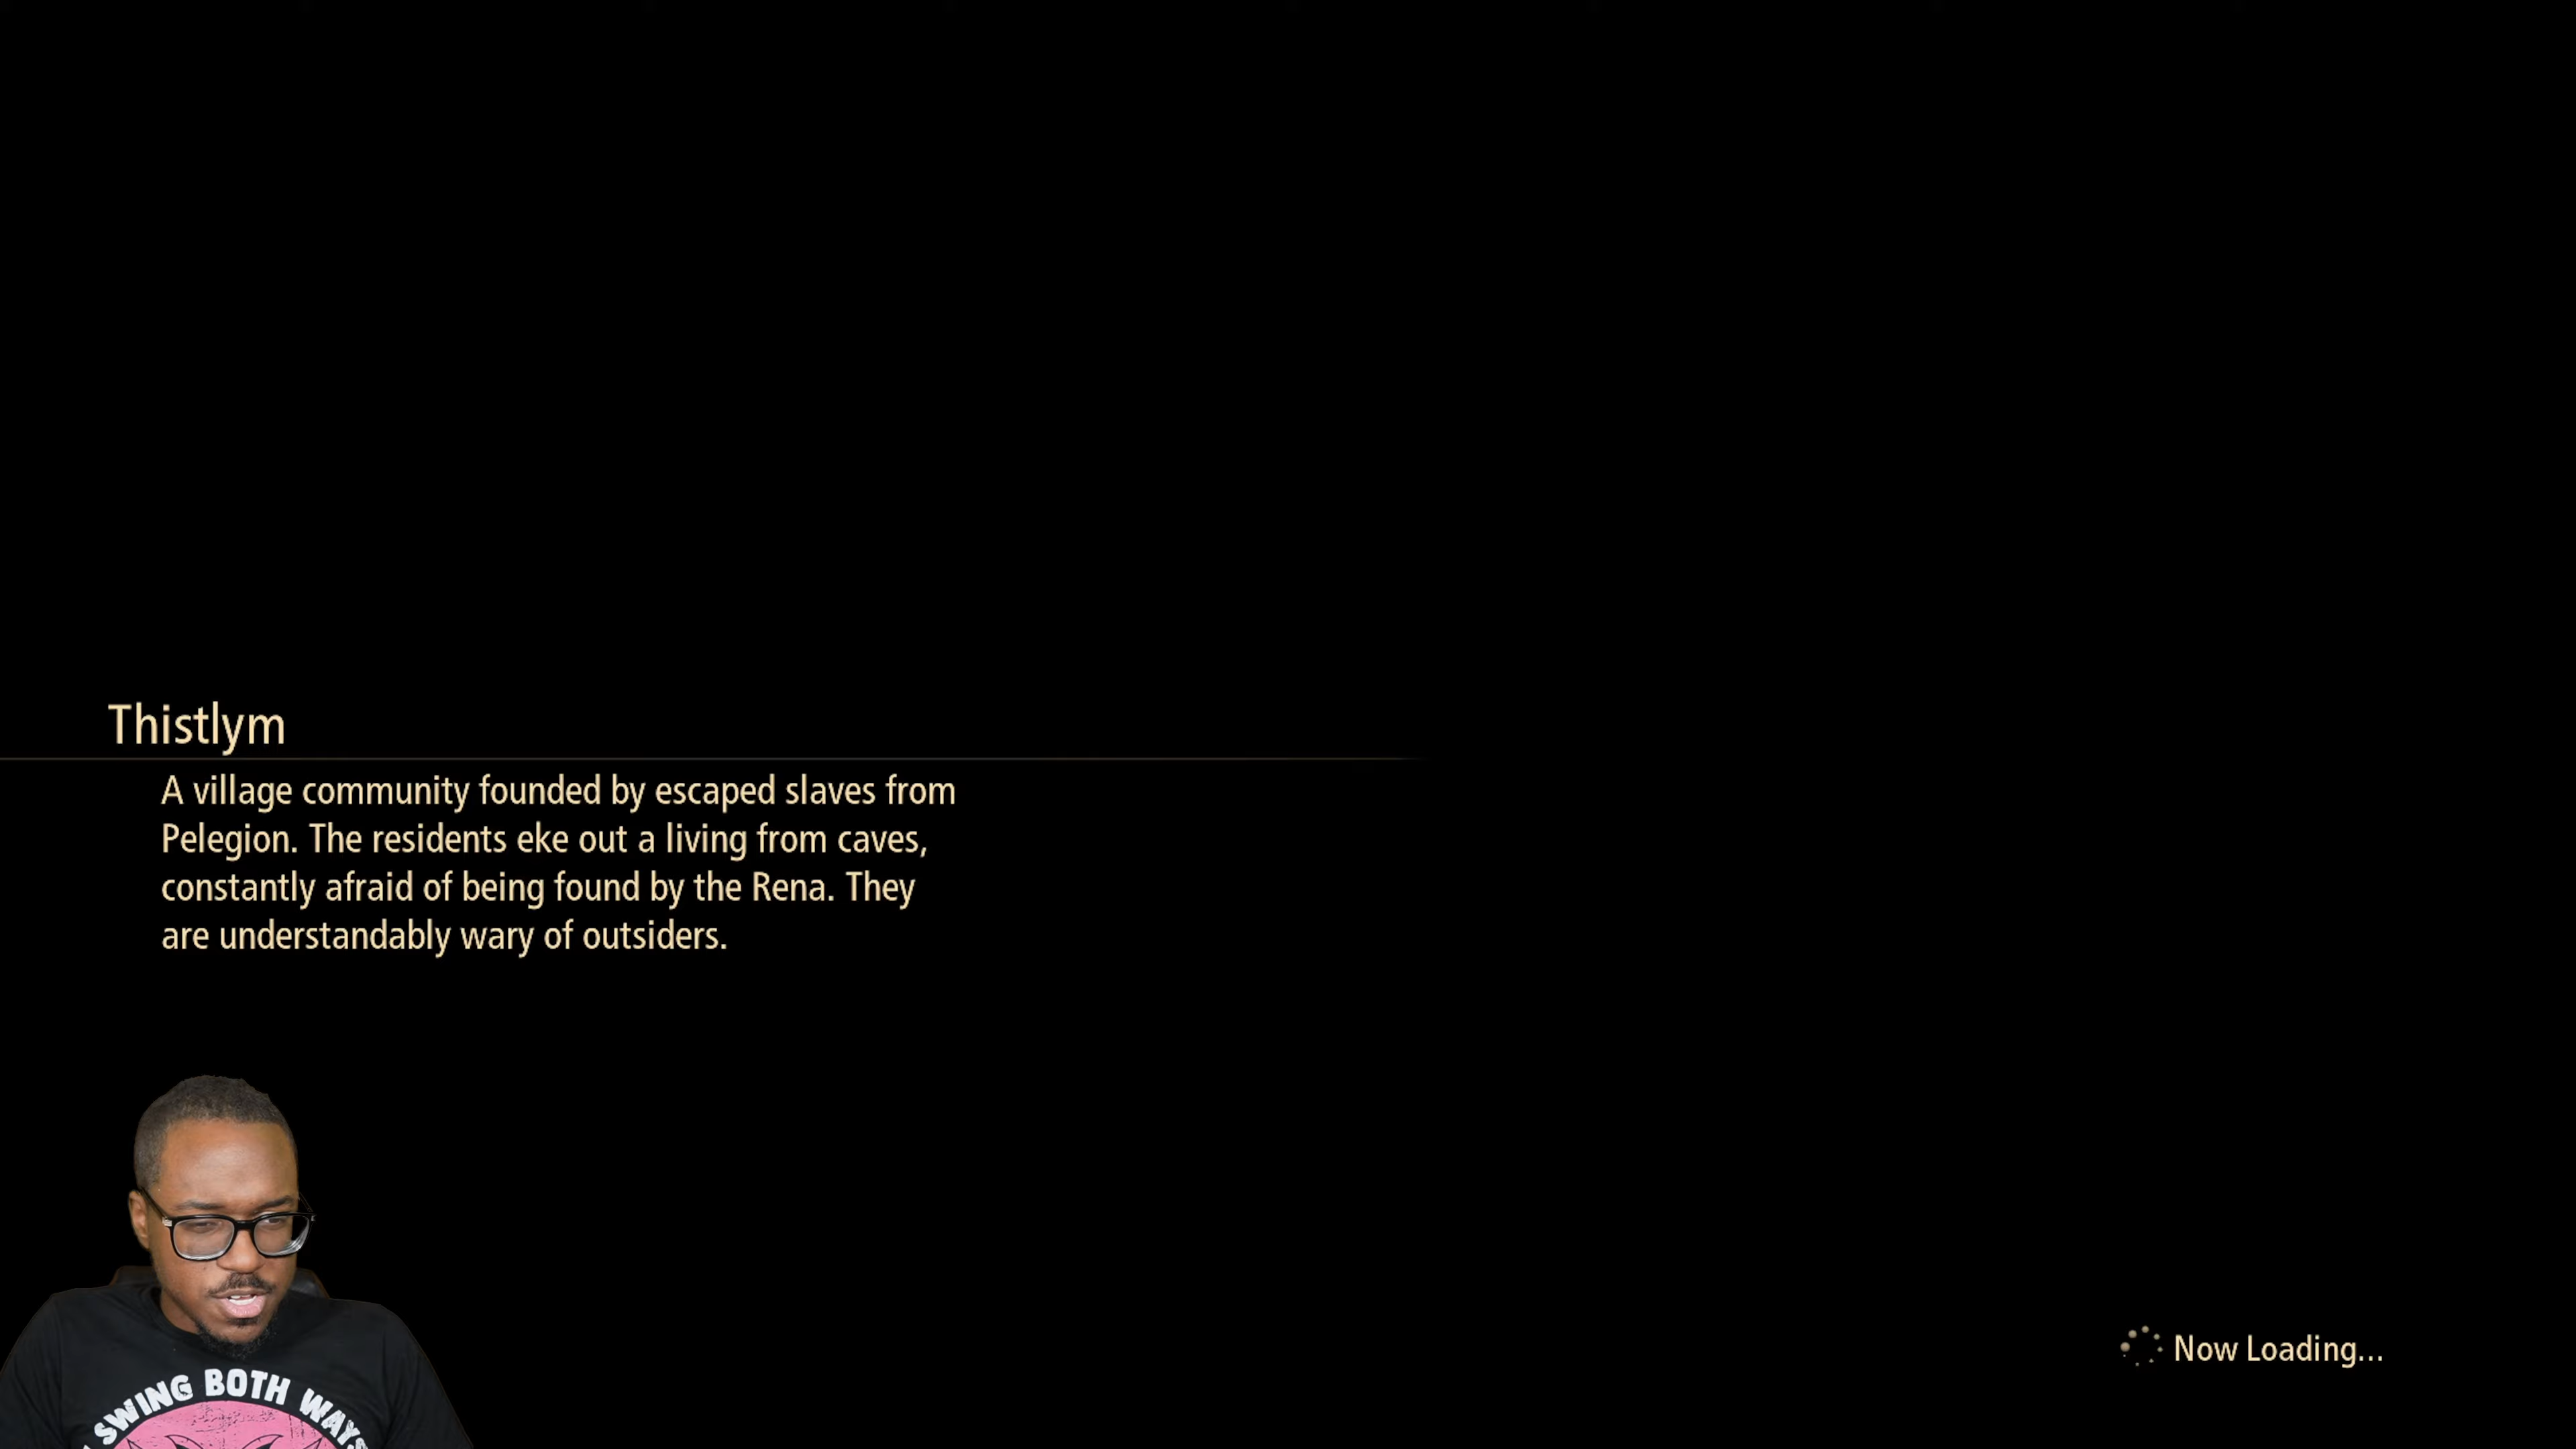 Thistlym
A village community founded by escaped slaves from
Pelegion. The residents eke out a living from caves,
constantly afraid of being found by the Rena. They
are understandably wary of outsiders.
Now Loading...
SWING BOTH WAYS